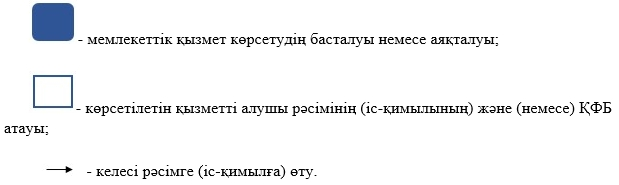 - мемлекеттік қызмет көрсетудің басталуы немесе аяқталуы;
- көрсетілетін қызметті алушы рәсімінің (іс-қимылының) және (немесе) ҚФБ
атауы;
- келесі рәсімге (іс-қимылға) өту.